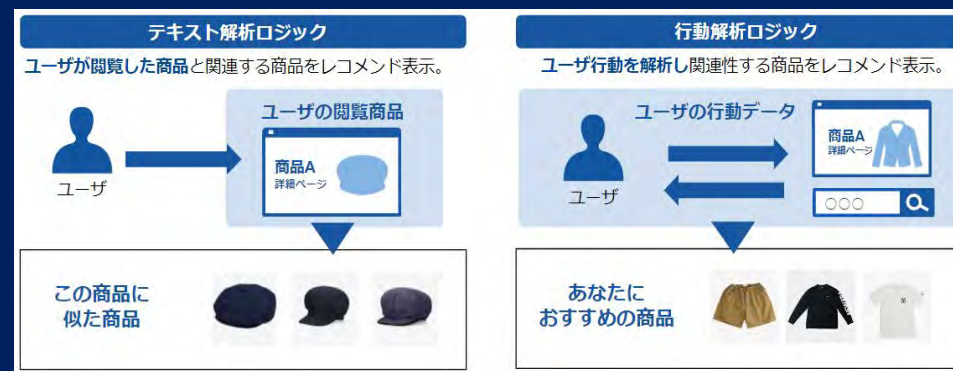 テキスト解析ロジック
ユーザが閲覧した商品と関連する商品をレコメンド表示。
ユーザの閲覧商品
商品A
詳細ページ
ユーザ
この商品に
似た商品
行動解析ロジック
ユーザ行動を解析し関連性する商品をレコメンド表示。
ユーザの行動データ
商品A
詳細ページ
ユーザ
○○○
あなたに
おすすめの商品